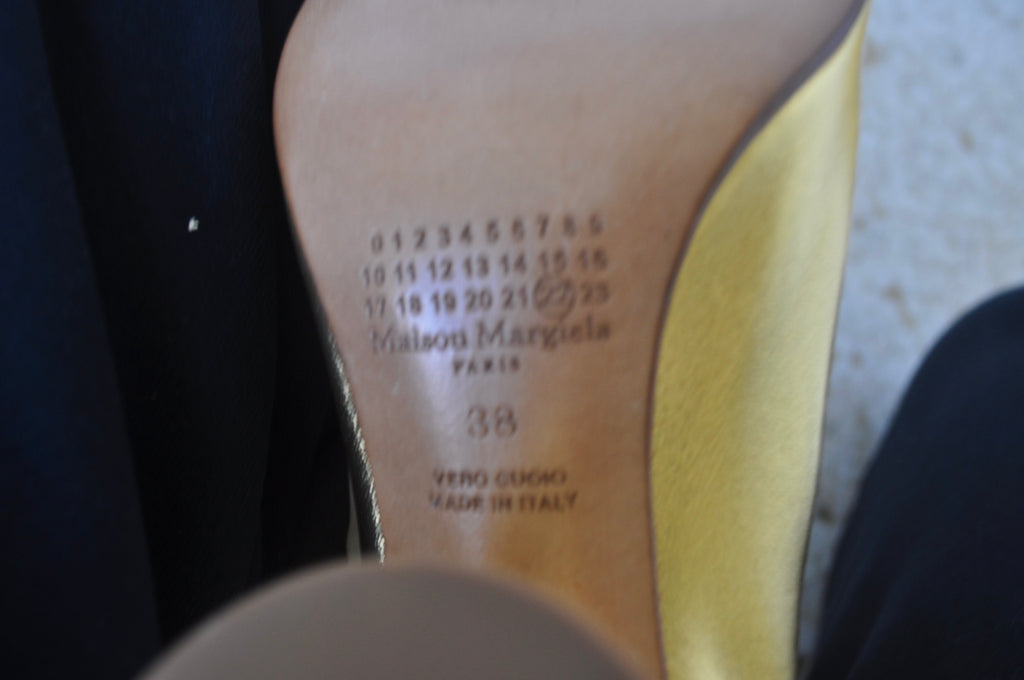 0 1 2 3 4 5 6 7 8 9
10 11 12 13 14 15 16
17 18 19 20 21 22 23
Maison Margiela
PARIS
38
VERO CUOIO
MADE IN ITALY